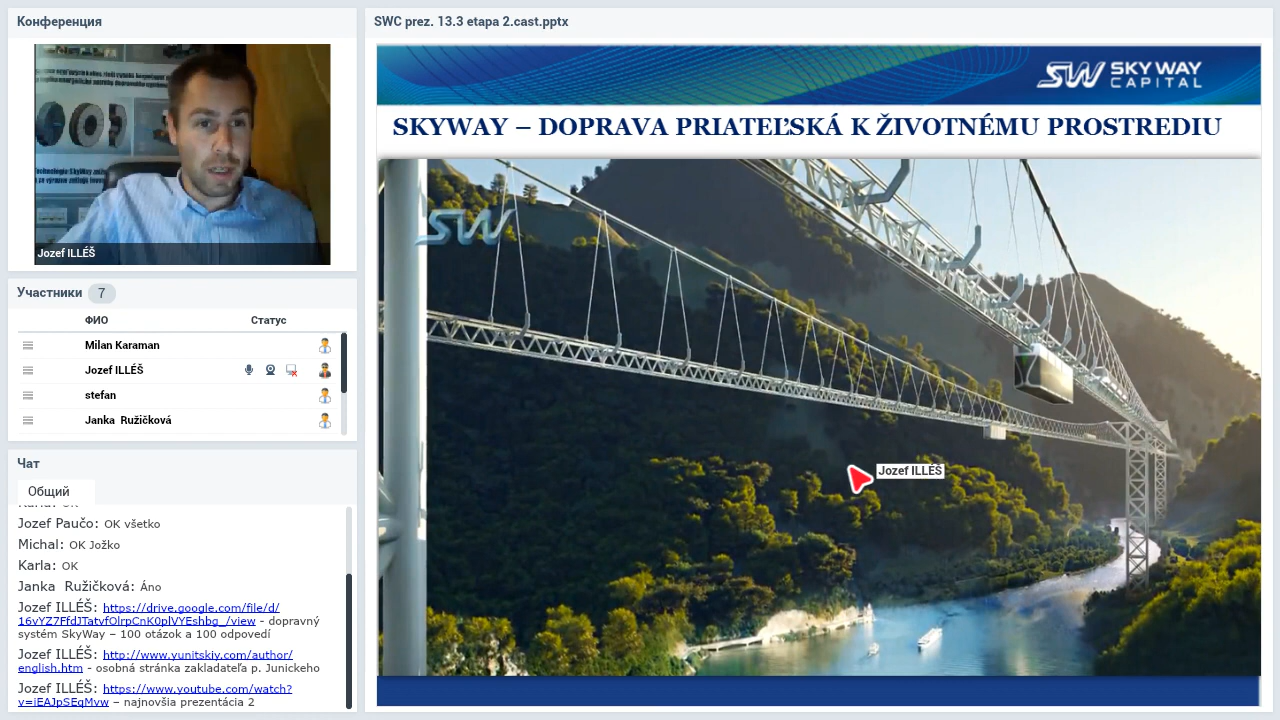 Конференция
Jozef ILLÉŠ
Участники 7
ФИО Статус
Milan Karaman
Jozef ILLÉŠ
stefan
Janka Ružičková
Чат
Общий
Jozef Paučo: OK všetko
Michal: OK Jožko
Karla: OK
Janka Ružičková: Áno
Jozef ILLÉŠ: https://drive.google.com/file/d/
16vYZ7FfdJTatvfOlrpCnK0plVYEshbg_/view - dopravný
systém SkyWay – 100 otázok a 100 odpovedí
Jozef ILLÉŠ: http://www.yunitskiy.com/author/
english.htm - osobná stránka zakladateľa p. Junickeho
Jozef ILLÉŠ: https://www.youtube.com/watch?
v=iEAJpSEqMvw – najnovšia prezentácia 2
SWC prez. 13.3 etapa 2.cast.pptx
SW SKY WAY
CAPITAL
SKYWAY – DOPRAVA PRIATEĽSKÁ K ŽIVOTNÉMU PROSTREDIU
SW
Jozef ILLÉŠ